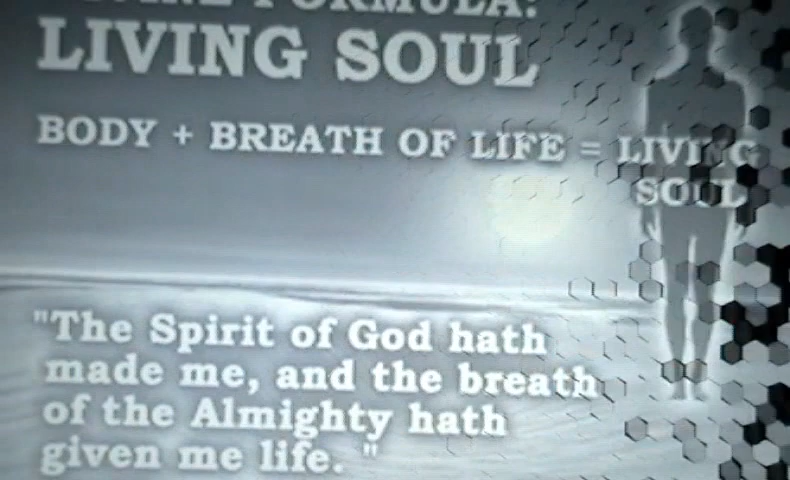 FORMULA:
LIVING SOUL
BODY + BREATH OF LIFE = LIVING
SOUL
"The Spirit of God hath
made me, and the breath
of the Almighty hath
given me life. "